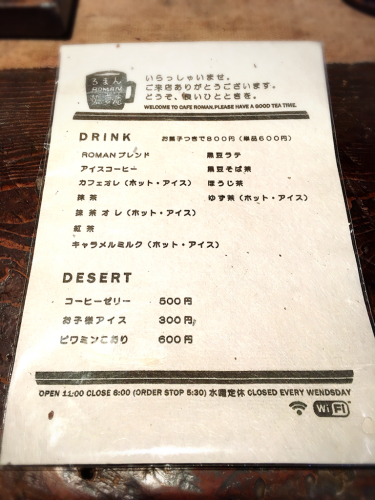 ろまん
ROMAN
いらっしゃいませ。
ご来店ありがとうございます。
どうぞ、良いひとときを。
WELCOME TO CAFE ROMAN.PLEASE HAVE A GOOD TEA TIME.
DRINK お菓子つきで800円(単品600円)
ROMANブレンド 黒豆ラテ
アイスコーヒー 黒豆そば茶
カフェオレ(ホット・アイス) ほうじ茶
抹茶 ゆず茶(ホット・アイス)
抹茶オレ(ホット・アイス)
紅茶
キャラメルミルク(ホット・アイス)
DESERT
コーヒーゼリー 500円
お子様アイス 300円
ビワミンこおり 600円
OPEN 11:00 CLOSE 6:00 (ORDER STOP 5:30) 水曜定休 CLOSED EVERY WENDSDAY
WiFi